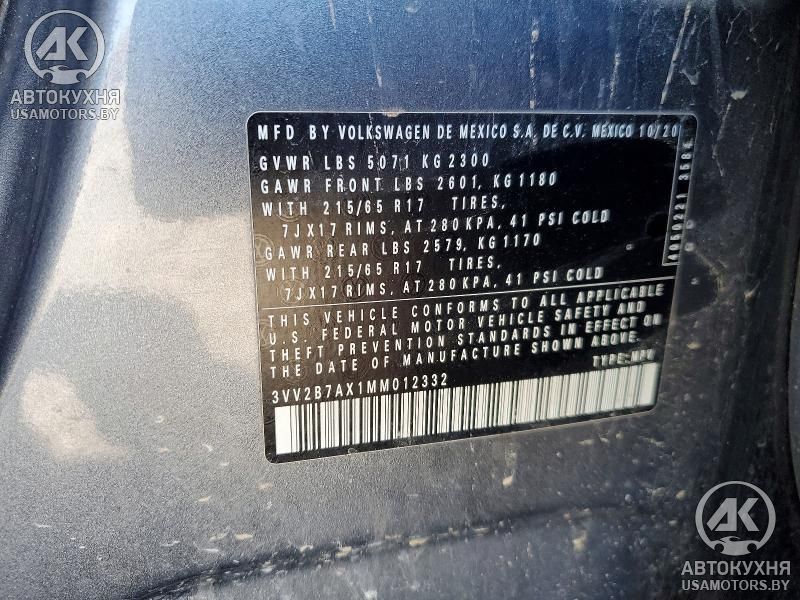 AK
АВТОКУХНЯ
USAMOTORS.BY
MFD BY VOLKSWAGEN DE MEXICO S.A. DE C.V. MEXICO 10/20
GVWR LBS 5071 KG 2300
GAWR FRONT LBS 2601, KG 1180
WITH 215/65 R17 TIRES,
7JX17 RIMS, AT 280 KPA, 41 PSI COLD
GAWR REAR LBS 2579, KG 1170
WITH 215/65 R17 TIRES,
7JX17 RIMS, AT 280 KPA, 41 PSI COLD
THIS VEHICLE CONFORMS TO ALL APPLICABLE
U.S. FEDERAL MOTOR VEHICLE SAFETY AND
THEFT PREVENTION STANDARDS IN EFFECT ON
THE DATE OF MANUFACTURE SHOWN ABOVE.
TYPE: MPV
3VV2B7AX1MM012332
AK
АВТОКУХНЯ
USAMOTORS.BY